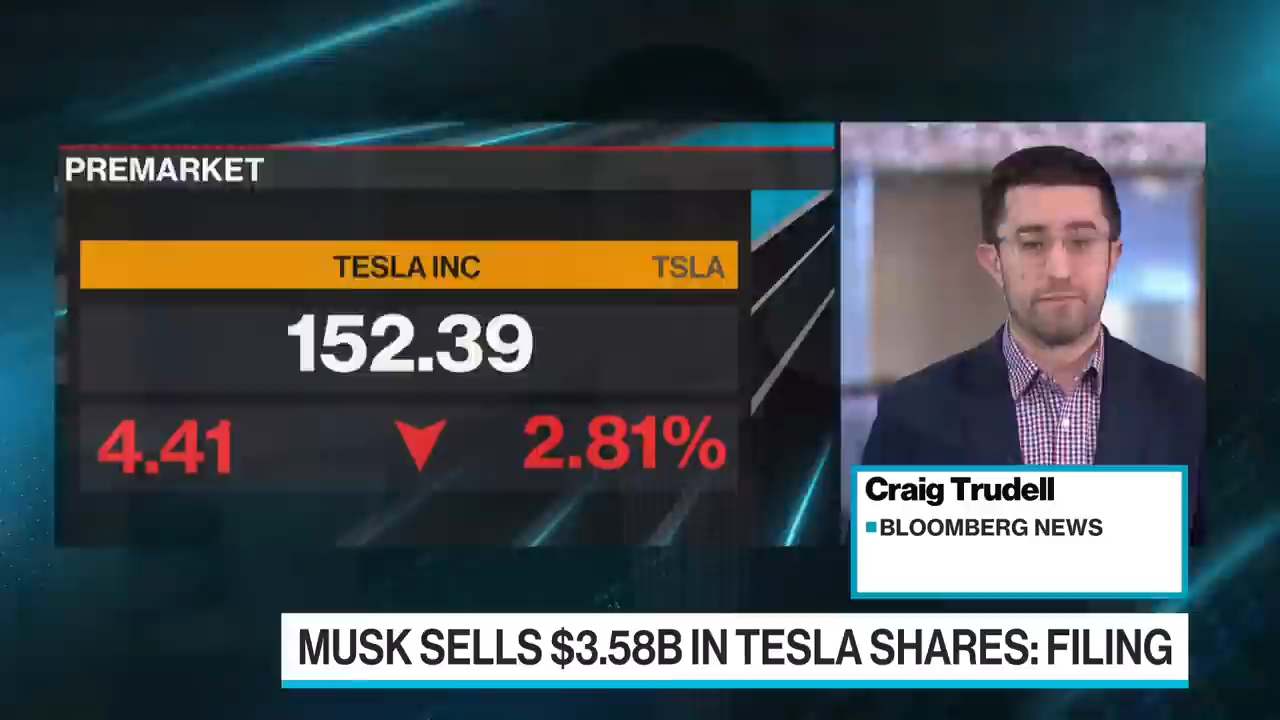 PREMARKET
TESLA INC TSLA
152.39
4.41 2.81%
Craig Trudell
BLOOMBERG NEWS
MUSK SELLS $3.58B IN TESLA SHARES: FILING